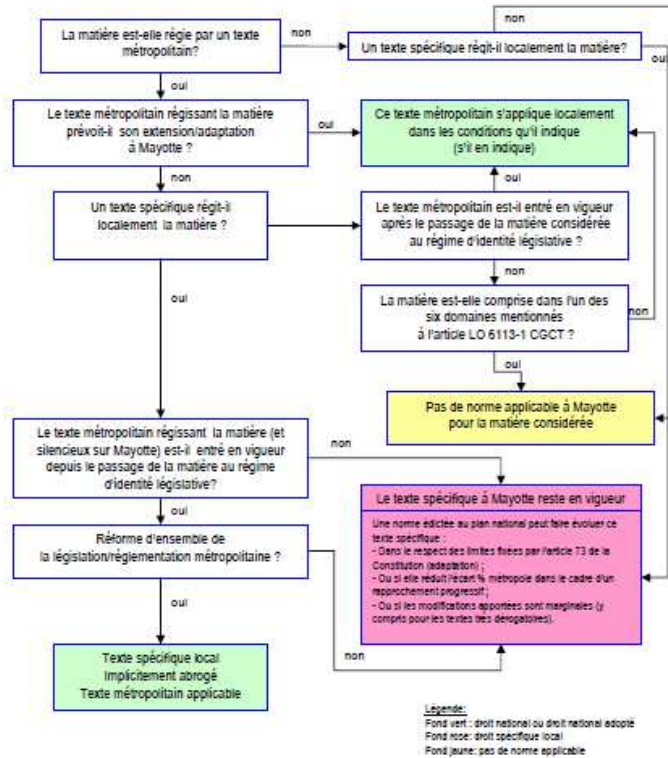 La matière est-elle régie par un texte
métropolitain?
non
non
Un texte spécifique régit-il localement la matière?
oui
oui
Le texte métropolitain régissant la matière
prévoit-il son extension/adaptation
à Mayotte ?
oui
Ce texte métropolitain s'applique localement
dans les conditions qu'il indique
(s'il en indique)
non
oui
Un texte spécifique régit-il
localement la matière ?
Le texte métropolitain est-il entré en vigueur
après le passage de la matière considérée
au régime d'identité législative ?
non
oui
La matière est-elle comprise dans l'un des
six domaines mentionnés
à l'article LO 6113-1 CGCT ?
non
oui
Pas de norme applicable à Mayotte
pour la matière considérée
Le texte métropolitain régissant la matière (et
silencieux sur Mayotte) est-il entré en vigueur
depuis le passage de la matière au régime
d'identité législative?
non
oui
Le texte spécifique à Mayotte reste en vigueur
Une norme édictée au plan national peut faire évoluer ce
texte spécifique :
- Dans le respect des limites fixées par l'article 73 de la
Constitution (adaptation) ;
- Ou si elle réduit l'écart % métropole dans le cadre d'un
rapprochement progressif ;
- Ou si les modifications apportées sont marginales (y
compris pour les textes très dérogatoires).
Réforme d'ensemble de
la législation/réglementation métropolitaine ?
oui
non
Texte spécifique local
Implicitement abrogé
Texte métropolitain applicable
Légende:
Fond vert : droit national ou droit national adopté
Fond rose: droit spécifique local
Fond jaune: pas de norme applicable